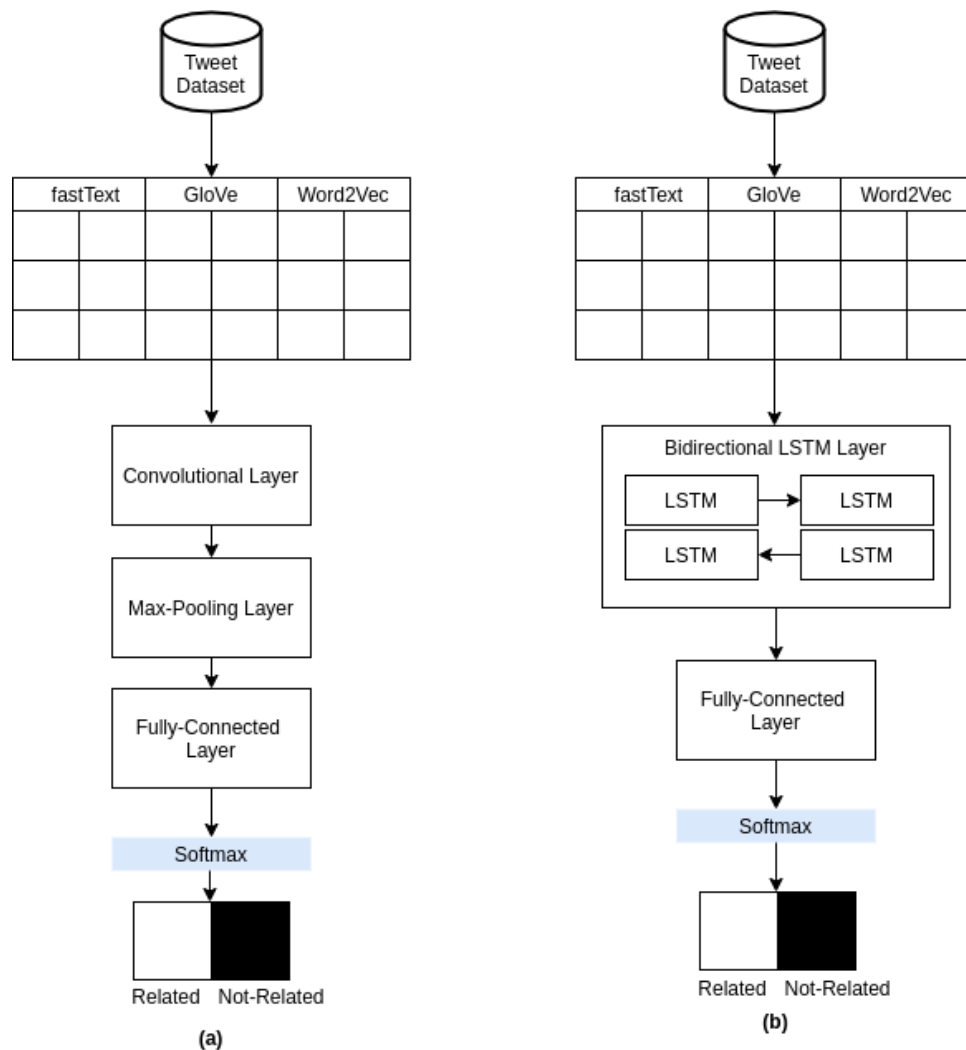 Tweet
Dataset
fastText
GloVe
Word2Vec
Convolutional Layer
Max-Pooling Layer
Fully-Connected
Layer
Softmax
Related
Not-Related
(a)
Tweet
Dataset
fastText
GloVe
Word2Vec
Bidirectional LSTM Layer
LSTM
LSTM
LSTM
LSTM
Fully-Connected
Layer
Softmax
Related
Not-Related
(b)